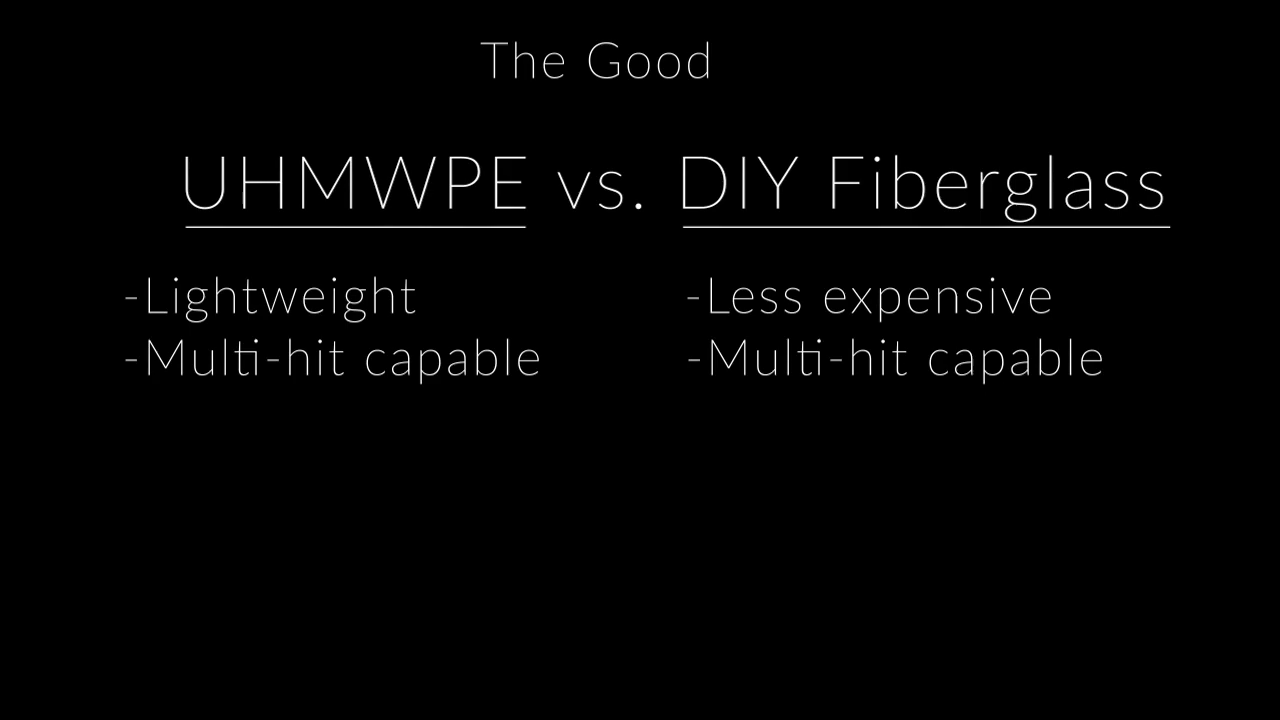 The Good
UHMWPE vs. DIY Fiberglass
-Lightweight
-Multi-hit capable
-Less expensive
-Multi-hit capable